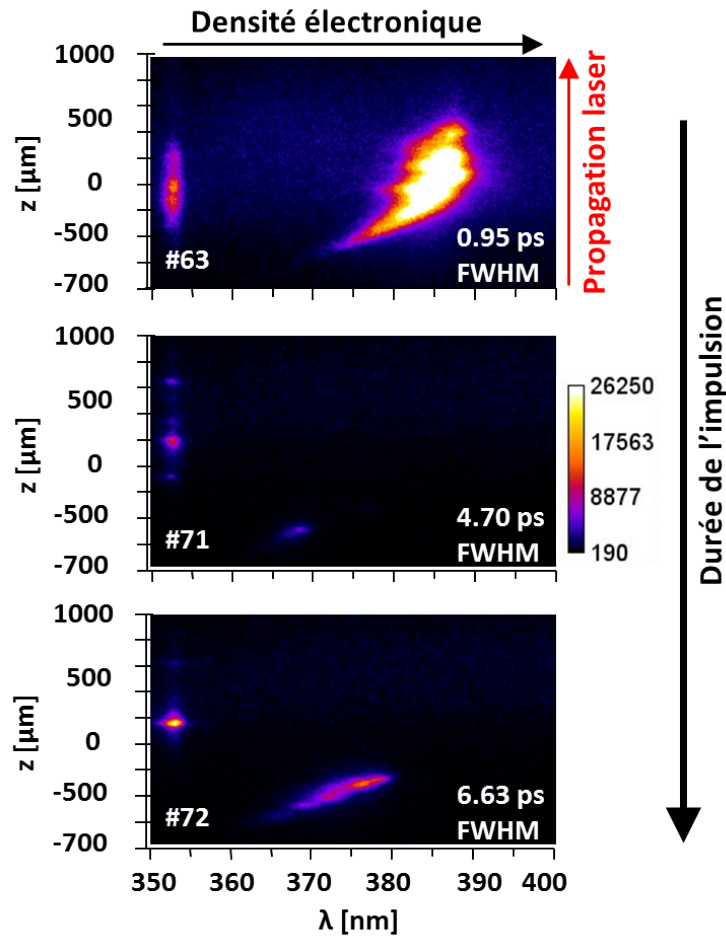 Densité électronique
1000
500
0
-500
-700
z [µm]
#63
0.95 ps
FWHM
Propagation laser
1000
500
0
-500
-700
z [µm]
#71
4.70 ps
FWHM
26250
17563
8877
190
Durée de l'impulsion
1000
500
0
-500
-700
z [µm]
#72
6.63 ps
FWHM
350 360 370 380 390 400
λ [nm]